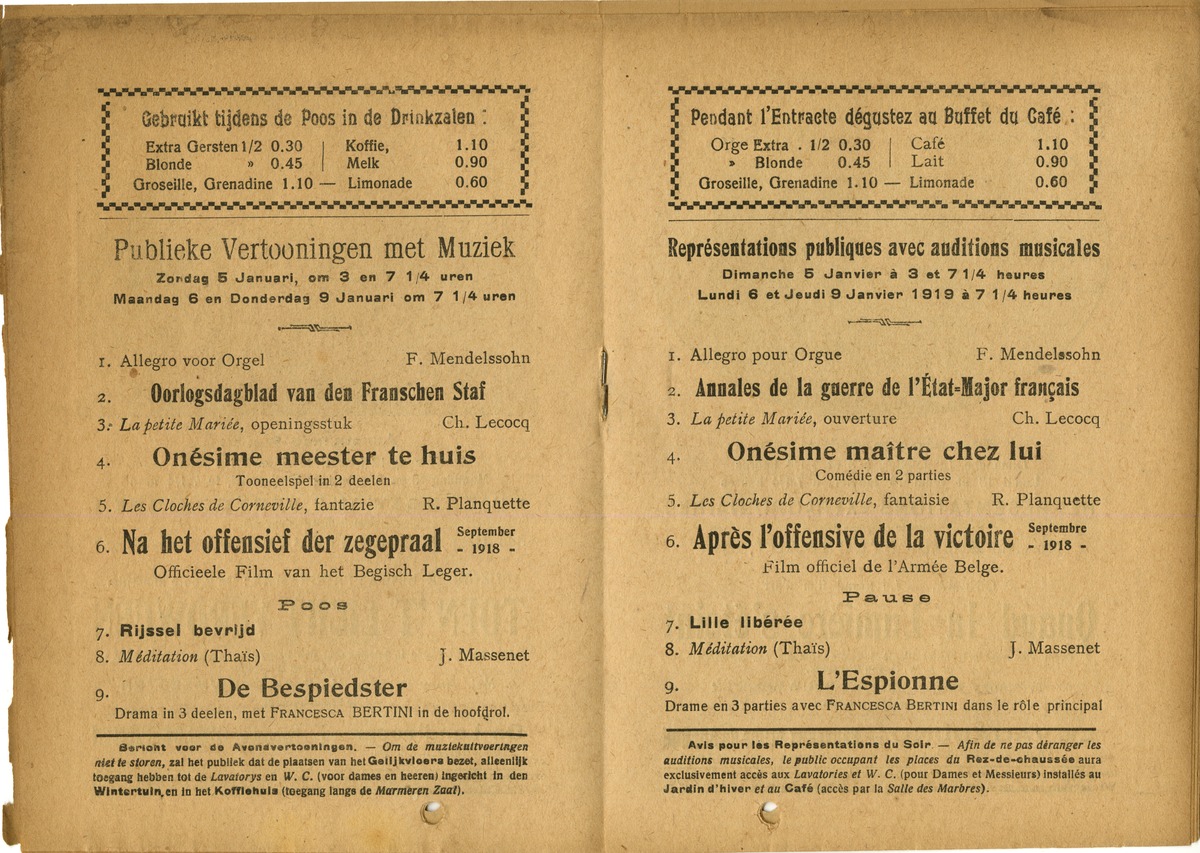 Gebruikt tijdens de Poos in de Drinkzalen :
Extra Gersten 1/2 0.30 | Koffie, 1.10
Blonde » 0.45 | Melk 0.90
Groseille, Grenadine 1.10 — Limonade 0.60
Publieke Vertooningen met Muziek
Zondag 5 Januari, om 3 en 7 1/4 uren
Maandag 6 en Donderdag 9 Januari om 7 1/4 uren
1. Allegro voor Orgel F. Mendelssohn
2. Oorlogsdagblad van den Franschen Staf
3. La petite Mariée, openingsstuk Ch. Lecocq
4. Onésime meester te huis
Tooneelspel in 2 deelen
5. Les Cloches de Corneville, fantazie R. Planquette
6. Na het offensief der zegepraal September
- 1918 -
Officieele Film van het Begisch Leger.
Poos
7. Rijssel bevrijd
8. Méditation (Thaïs) J. Massenet
9. De Bespiedster
Drama in 3 deelen, met FRANCESCA BERTINI in de hoofdrol.
Bericht voor de Avondvertoeningen. — Om de muziekuitvoeringen
niet te storen, zal het publiek dat de plaatsen van het Gelijkvloers bezet, alleenlijk
toegang hebben tot de Lavatorys en W. C. (voor dames en heeren) ingericht in den
Wintertuin, en in het Koffiehuis (toegang langs de Marmeren Zaal).
Pendant l'Entracte dégustez au Buffet du Café :
Orge Extra . 1/2 0.30 | Café 1.10
» Blonde 0.45 | Lait 0.90
Groseille, Grenadine 1.10 — Limonade 0.60
Représentations publiques avec auditions musicales
Dimanche 5 Janvier à 3 et 7 1/4 heures
Lundi 6 et Jeudi 9 Janvier 1919 à 7 1/4 heures
1. Allegro pour Orgue F. Mendelssohn
2. Annales de la guerre de l'État-Major français
3. La petite Mariée, ouverture Ch. Lecocq
4. Onésime maître chez lui
Comédie en 2 parties
5. Les Cloches de Corneville, fantaisie R. Planquette
6. Après l'offensive de la victoire Septembre
- 1918 -
Film officiel de l'Armée Belge.
Pause
7. Lille libérée
8. Méditation (Thaïs) J. Massenet
9. L'Espionne
Drame en 3 parties avec FRANCESCA BERTINI dans le rôle principal
Avis pour les Représentations du Soir — Afin de ne pas déranger les
auditions musicales, le public occupant les places du Rez-de-chaussée aura
exclusivement accès aux Lavatories et W. C. (pour Dames et Messieurs) installés au
Jardin d'hiver et au Café (accès par la Salle des Marbres).